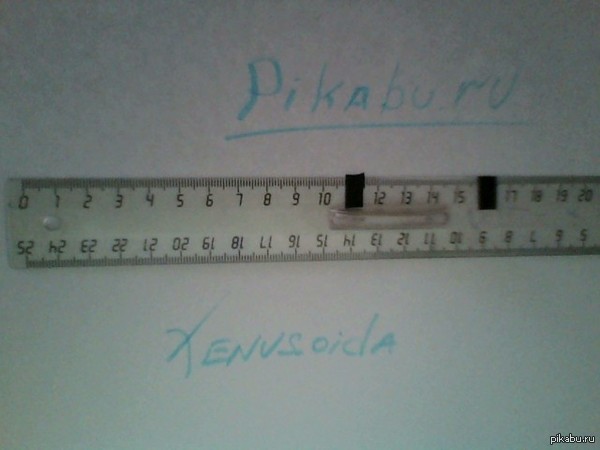 Pikabu.ru
0 1 2 3 4 5 6 7 8 9 10 12 13 14 15 17 18 19 20
25 24 23 22 21 20 19 18 17 16 15 14 13 12 11 10 9 8 7 6 5
XENUSoidA
pikabu.ru